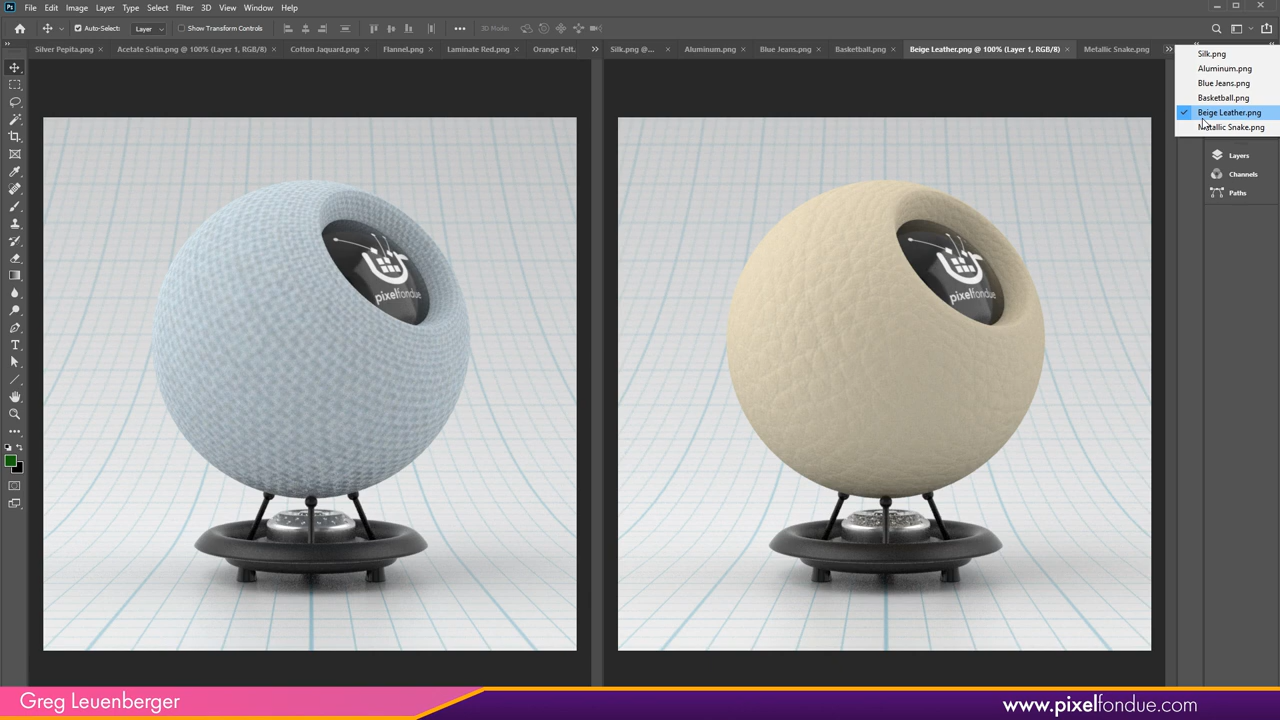 Ps File Edit Image Layer Type Select Filter 3D View Window Help
Auto-Select: Layer Show Transform Controls 3D Mode:
Silver Pepita.png Acetate Satin.png @ 100% (Layer 1, RGB/8) Cotton Jaquard.png Flannel.png Laminate Red.png Orange Felt.
Silk.png @... Aluminum.png Blue Jeans.png Basketball.png Beige Leather.png @ 100% (Layer 1, RGB/8) Metallic Snake.png
Silk.png
Aluminum.png
Blue Jeans.png
Basketball.png
Beige Leather.png
Metallic Snake.png
Layers
Channels
Paths
pixelfondue
pixelfondue
Greg Leuenberger
www.pixelfondue.com